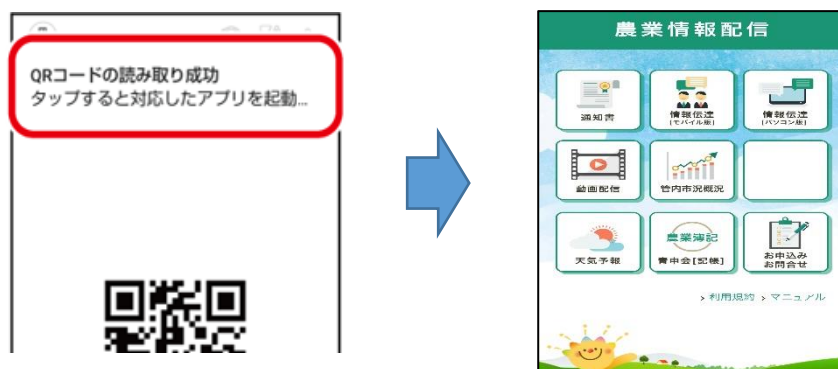 QRコードの読み取り成功
タップすると対応したアプリを起動...
農業情報配信
通知書
情報伝達
(モバイル版)
情報伝達
(パソコン版)
動画配信
管内市況概況
天気予報
農業簿記
青申会[記帳]
お申込み
お問合せ
› 利用規約 › マニュアル